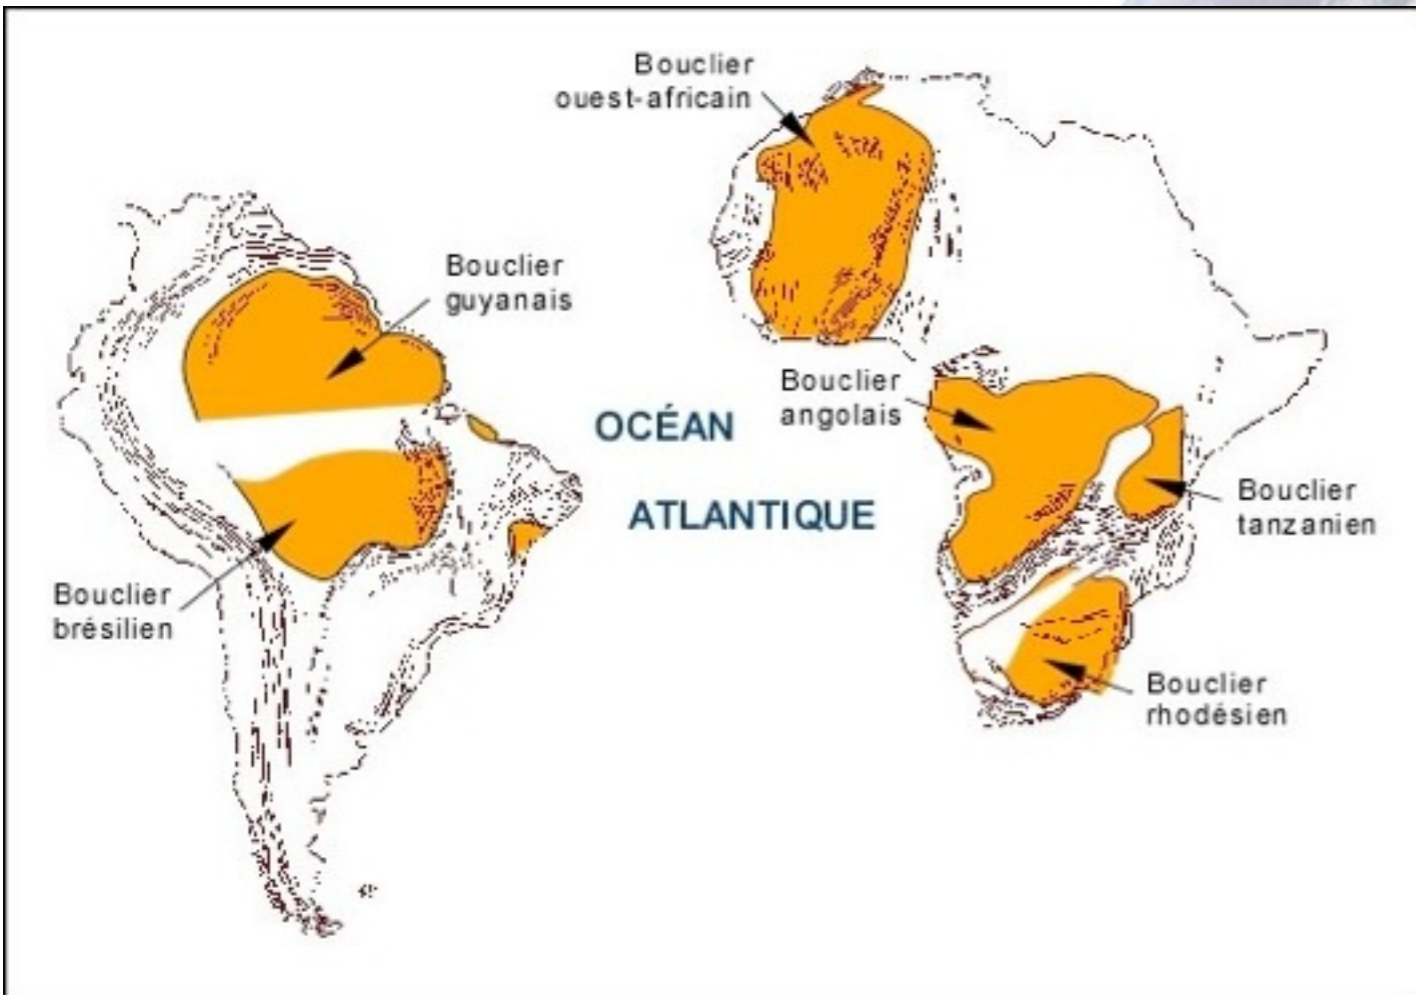 Bouclier
ouest-africain
Bouclier
guyanais
Bouclier
angolais
OCÉAN
ATLANTIQUE
Bouclier
tanzanien
Bouclier
brésilien
Bouclier
rhodésien